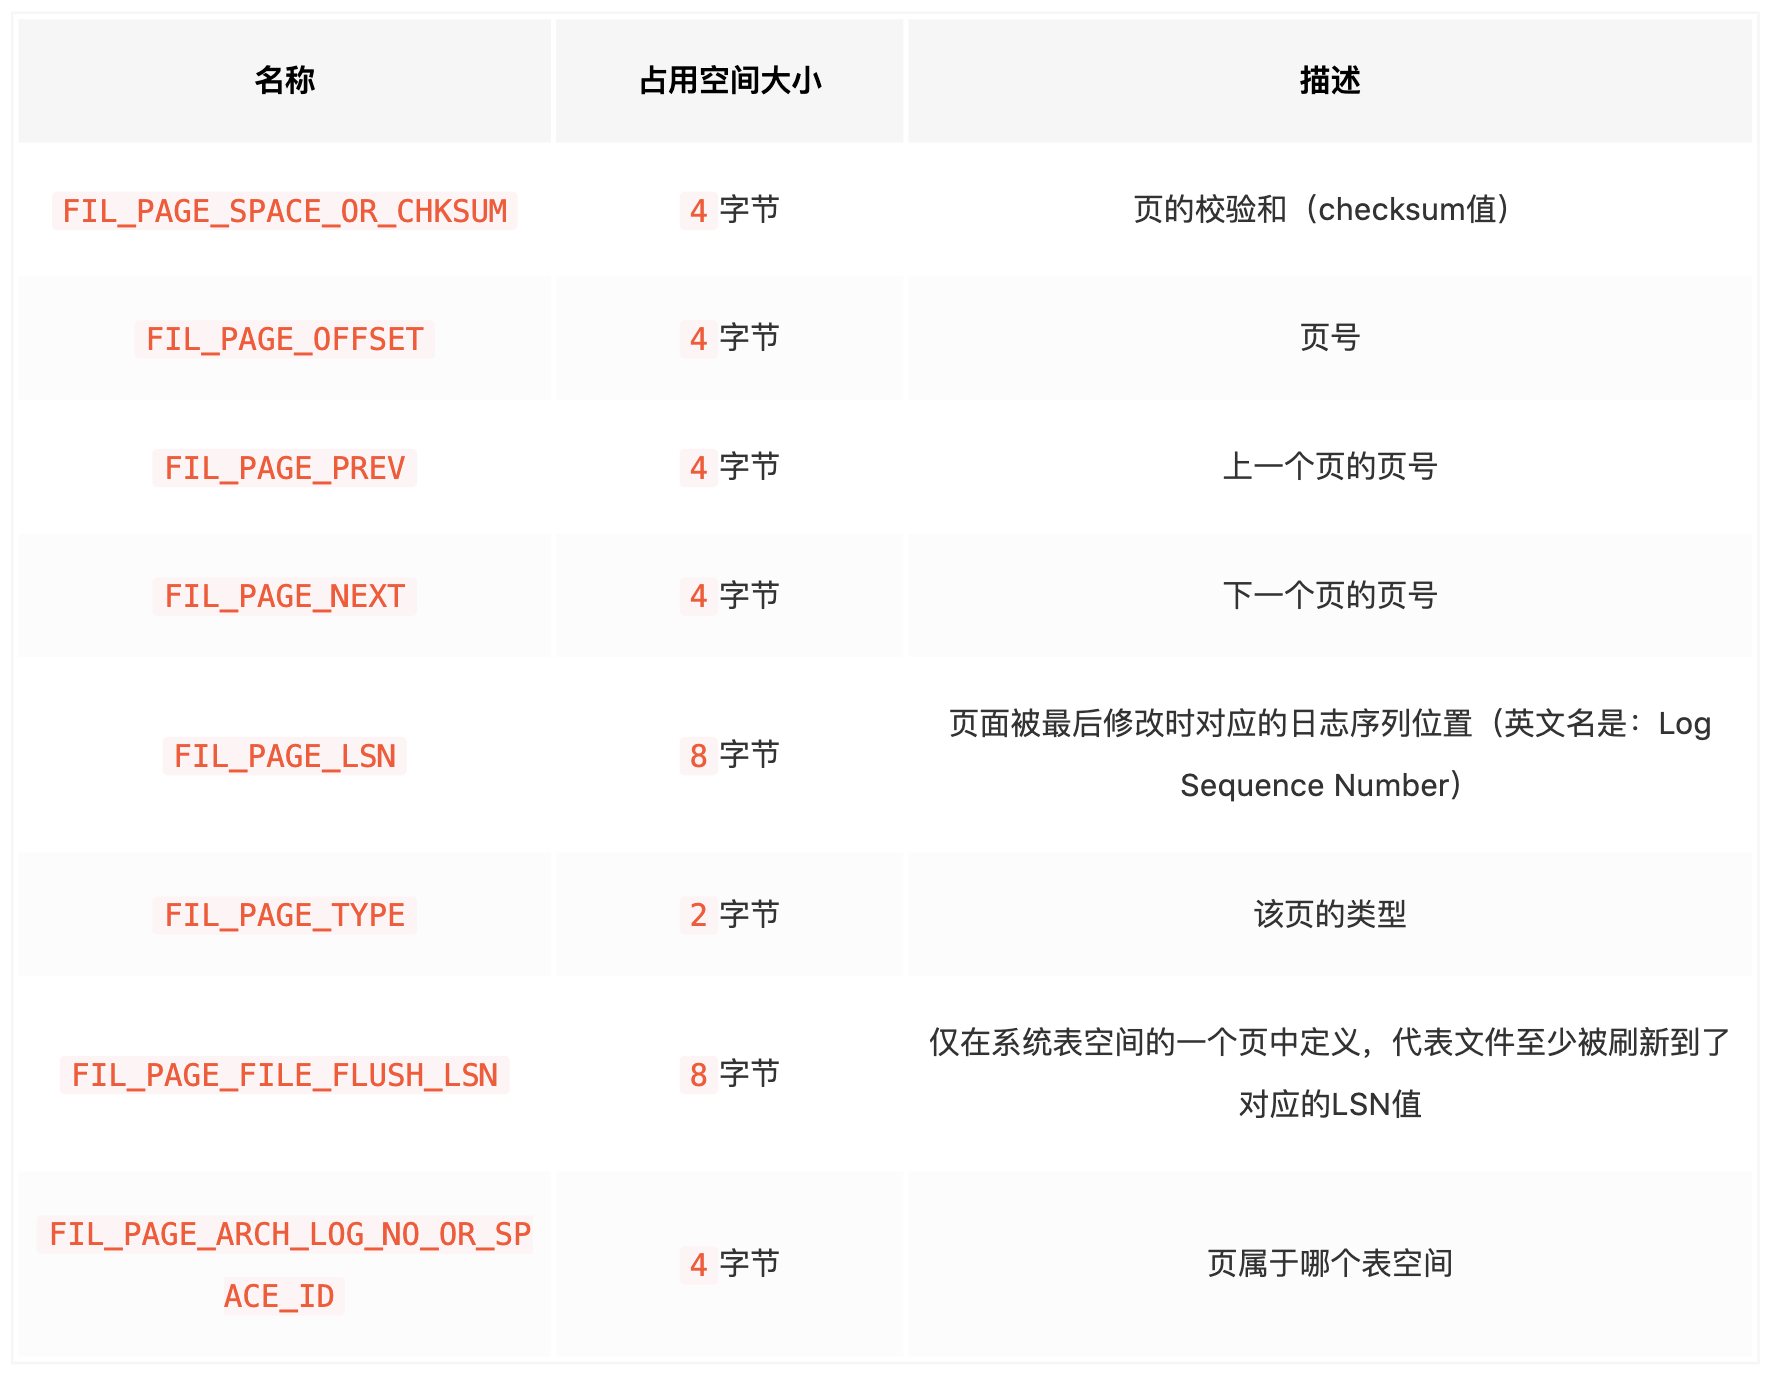 名称 占用空间大小 描述
FIL_PAGE_SPACE_OR_CHKSUM 4 字节 页的校验和（checksum值）
FIL_PAGE_OFFSET 4 字节 页号
FIL_PAGE_PREV 4 字节 上一个页的页号
FIL_PAGE_NEXT 4 字节 下一个页的页号
FIL_PAGE_LSN 8 字节 页面被最后修改时对应的日志序列位置（英文名是：Log
Sequence Number）
FIL_PAGE_TYPE 2 字节 该页的类型
FIL_PAGE_FILE_FLUSH_LSN 8 字节 仅在系统表空间的一个页中定义，代表文件至少被刷新到了
对应的LSN值
FIL_PAGE_ARCH_LOG_NO_OR_SP
ACE_ID 4 字节 页属于哪个表空间